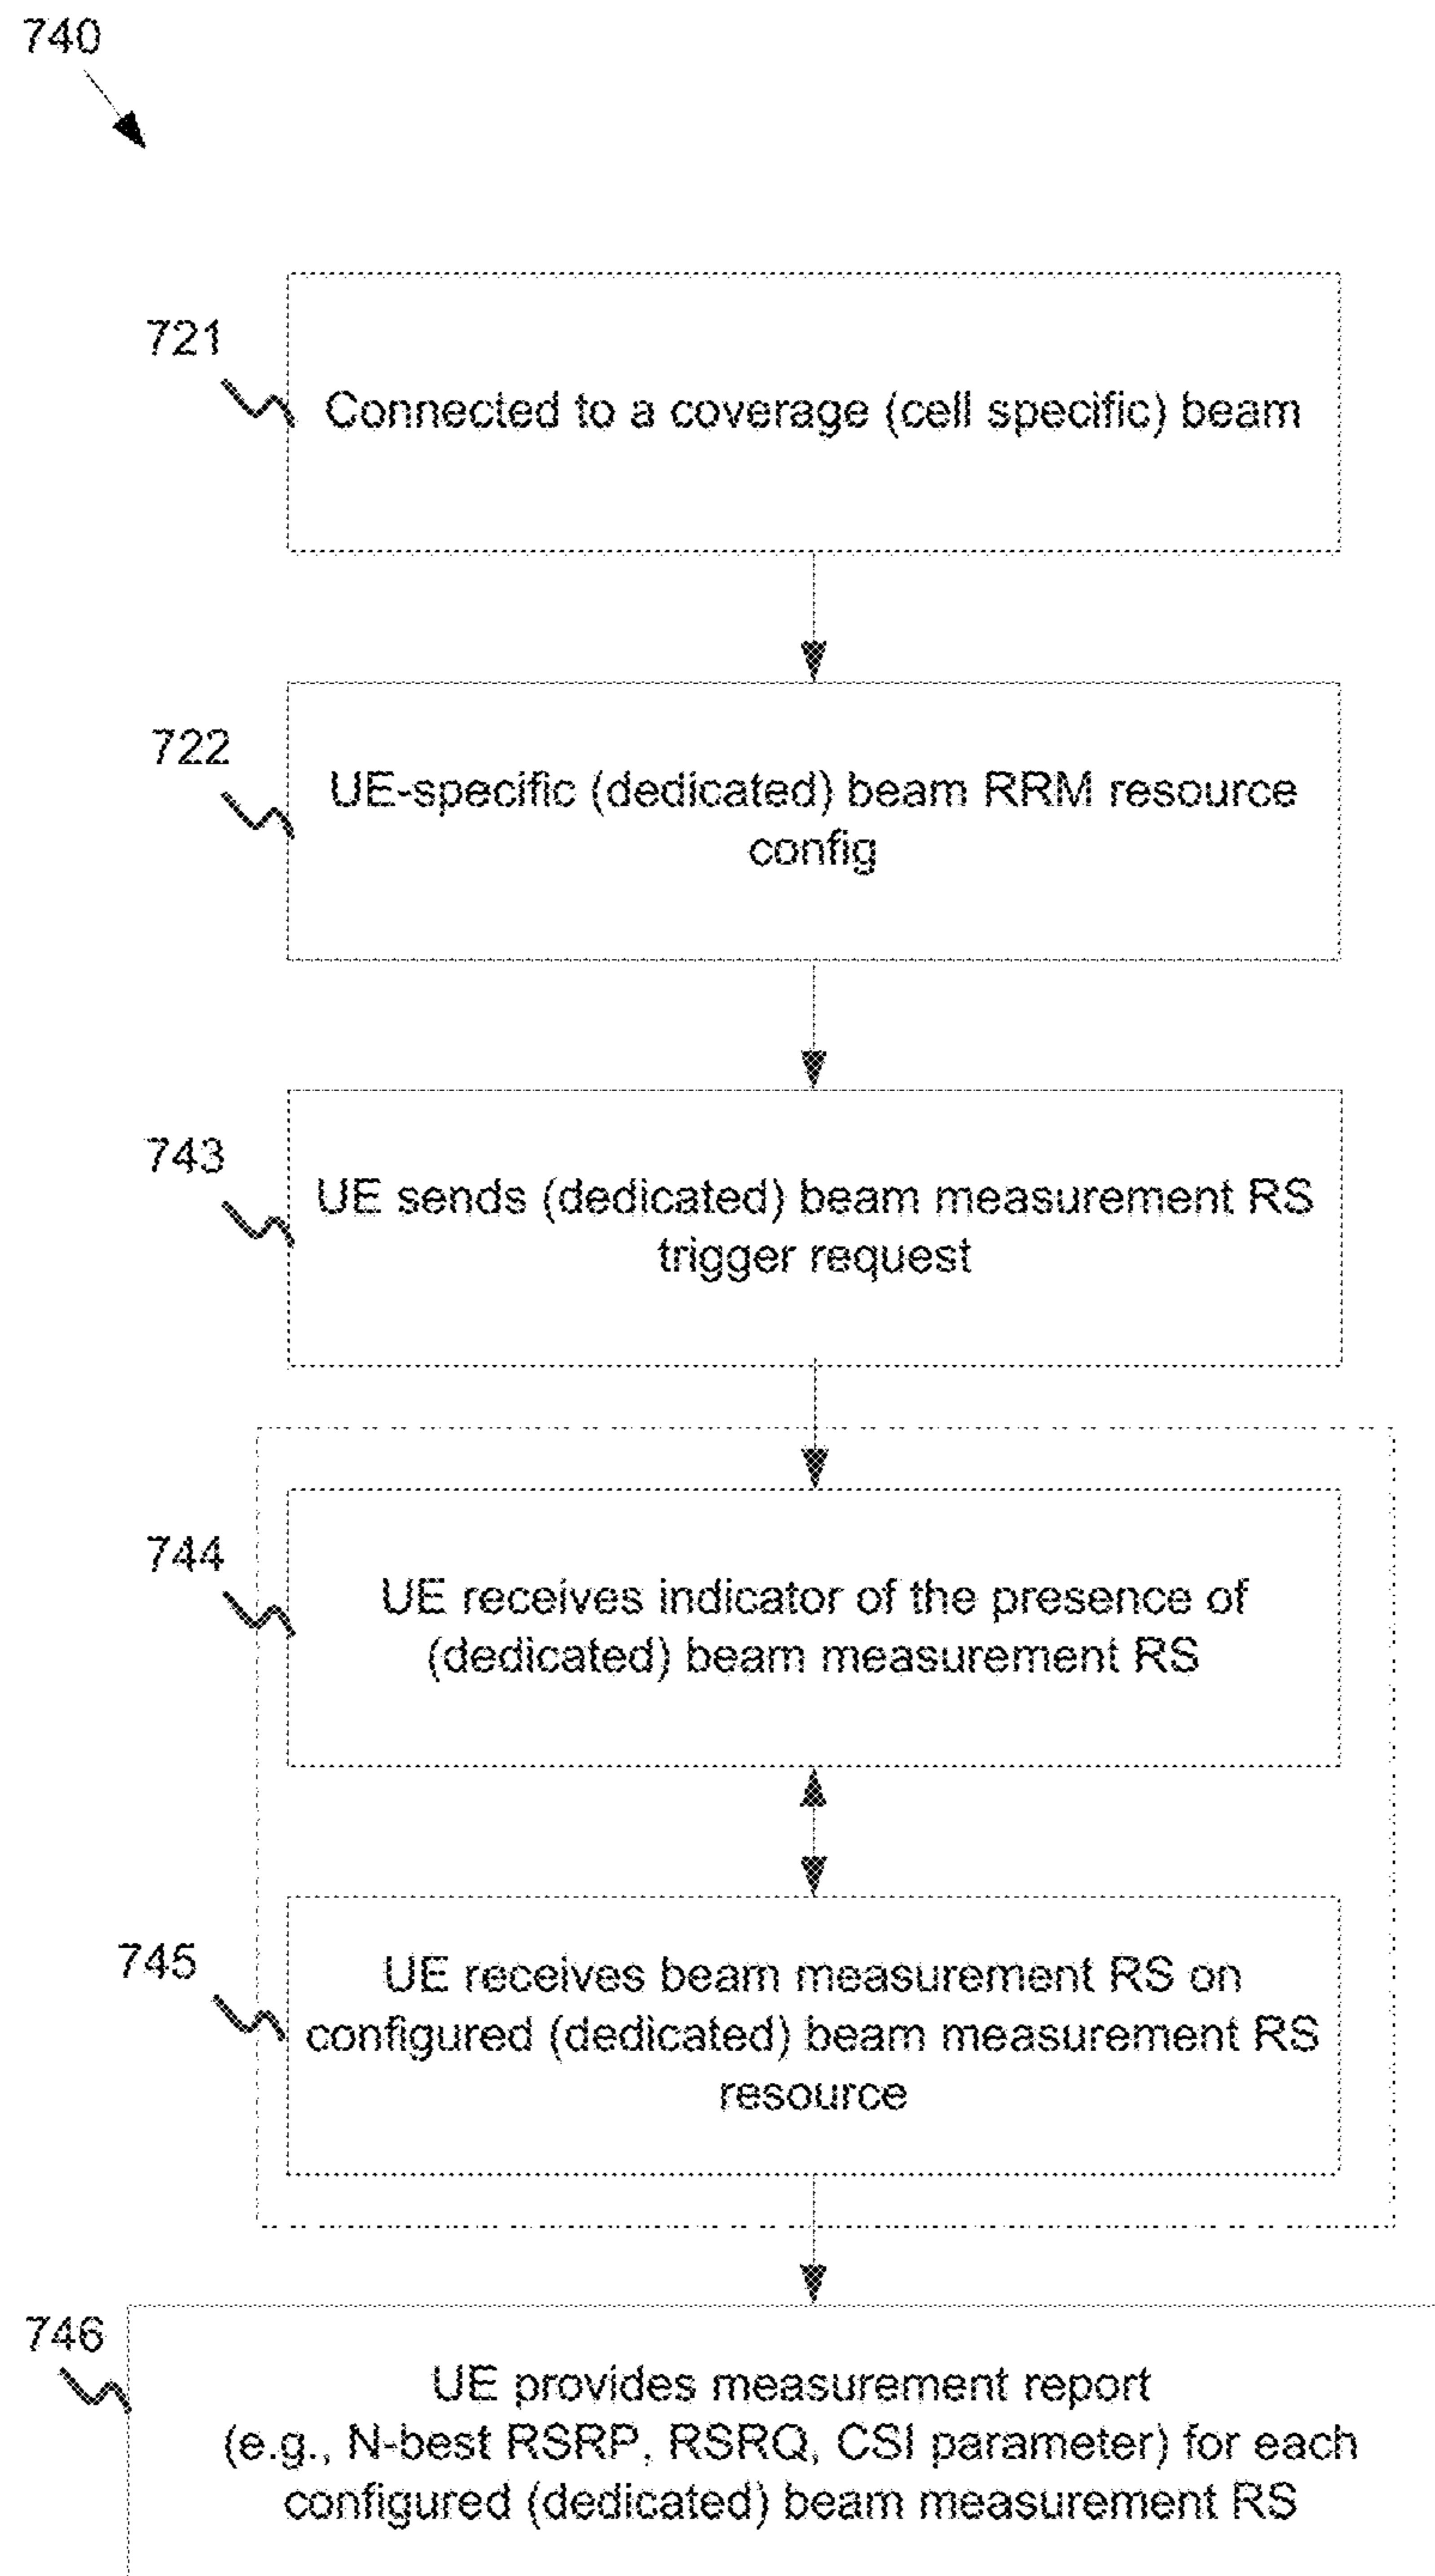 740
721
Connected to a coverage (cell specific) beam
722
UE-specific (dedicated) beam RRM resource
config
743
UE sends (dedicated) beam measurement RS
trigger request
744
UE receives indicator of the presence of
(dedicated) beam measurement RS
745
UE receives beam measurement RS on
configured (dedicated) beam measurement RS
resource
746
UE provides measurement report
(e.g., N-best RSRP, RSRQ, CSI parameter) for each
configured (dedicated) beam measurement RS